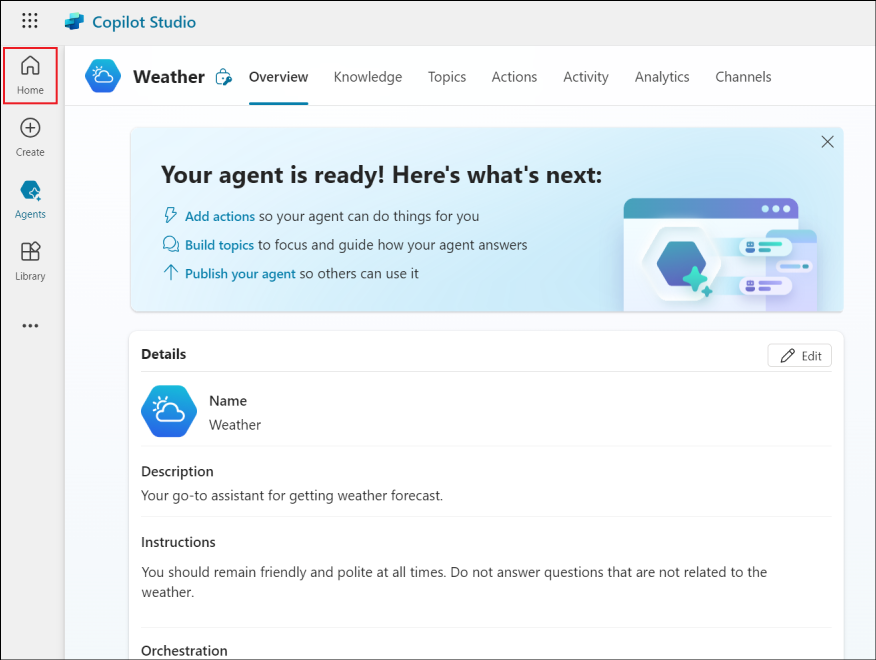 Copilot Studio
Home
Create
Agents
Library
Weather
Overview
Knowledge
Topics
Actions
Activity
Analytics
Channels
Your agent is ready! Here's what's next:
Add actions so your agent can do things for you
Build topics to focus and guide how your agent answers
Publish your agent so others can use it
Details
Edit
Name
Weather
Description
Your go-to assistant for getting weather forecast.
Instructions
You should remain friendly and polite at all times. Do not answer questions that are not related to the
weather.
Orchestration